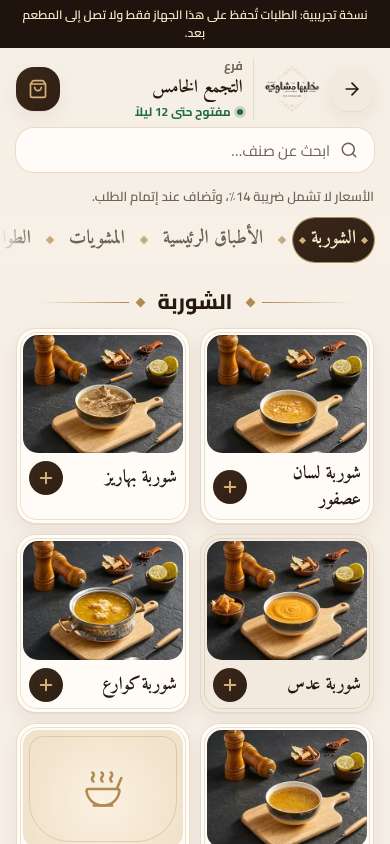 نسخة تجريبية: الطلبات تُحفظ على هذا الجهاز فقط ولا تصل إلى المطعم
بعد.
فرع
التجمع الخامس
مفتوح حتى 12 ليلاً
ابحث عن صنف...
الأسعار لا تشمل ضريبة 14٪، وتُضاف عند إتمام الطلب.
الشوربة
الأطباق الرئيسية
المشويات
الشوربة
شوربة لسان
عصفور
شوربة بهاريز
شوربة عدس
شوربة كوارع